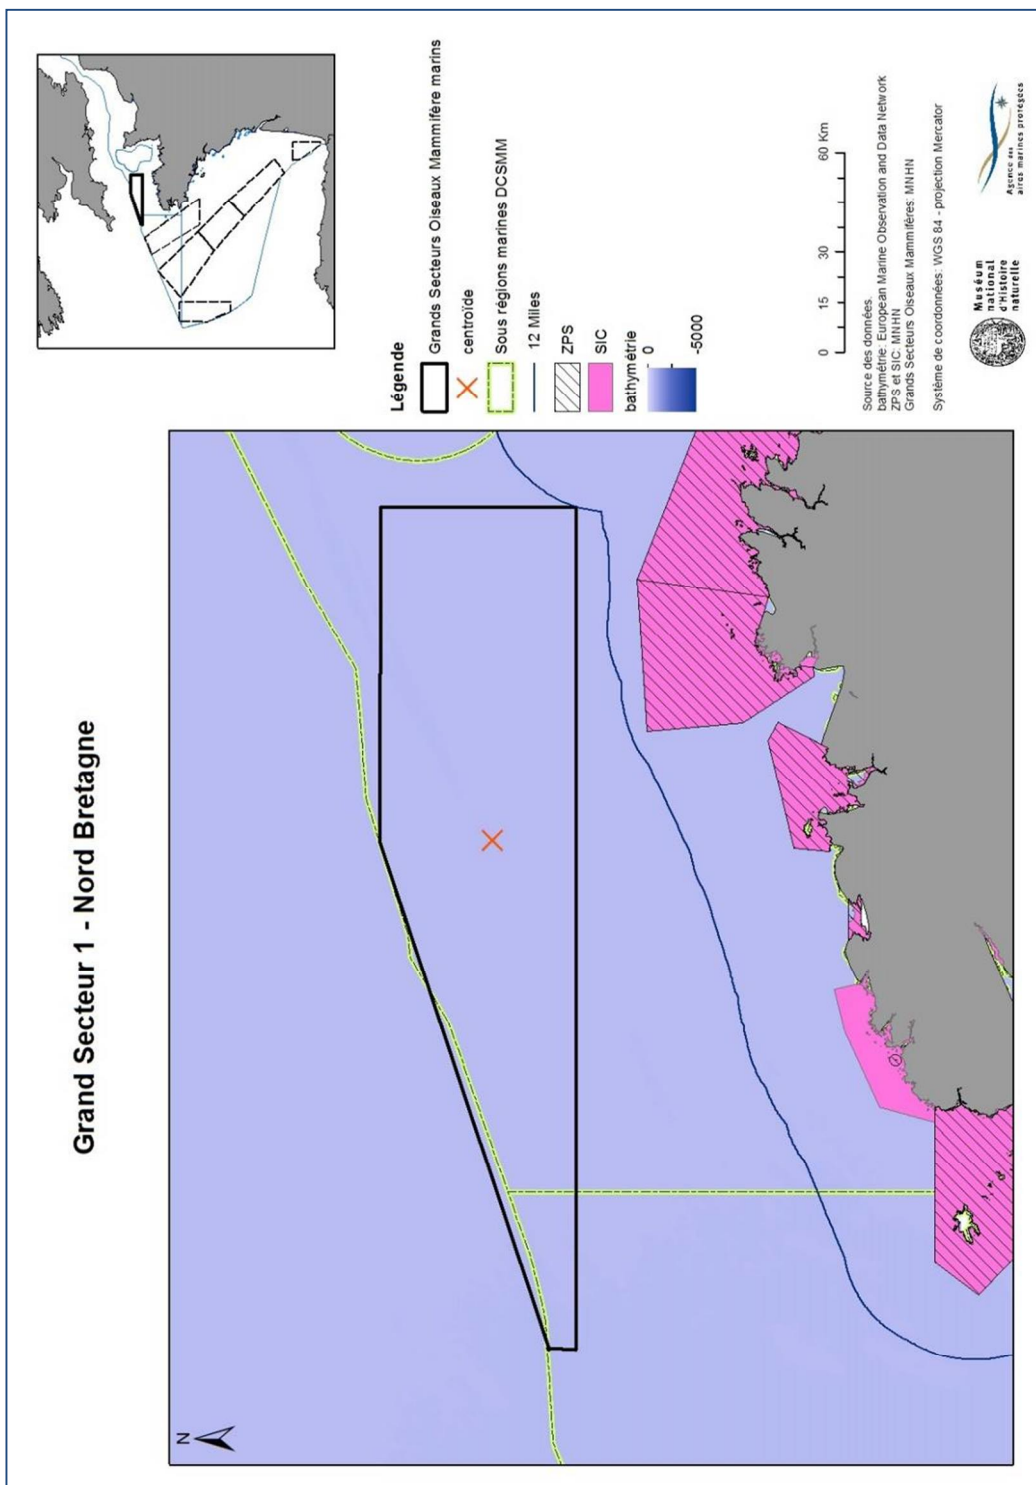 Grand Secteur 1 - Nord Bretagne
N
Légende
Grands Secteurs Oiseaux Mammifère marins
centroïde
Sous régions marines DCSMM
12 Miles
ZPS
SIC
bathymétrie
0
-5000
0 15 30 60 Km
Source des données.
bathymétrie: European Marine Observation and Data Network
ZPS et SIC: MNHN
Grands Secteurs Oiseaux Mammifères: MNHN
Système de coordonnées: WGS 84 - projection Mercator
Muséum
national
d'Histoire
naturelle
Agence des
aires marines protégées